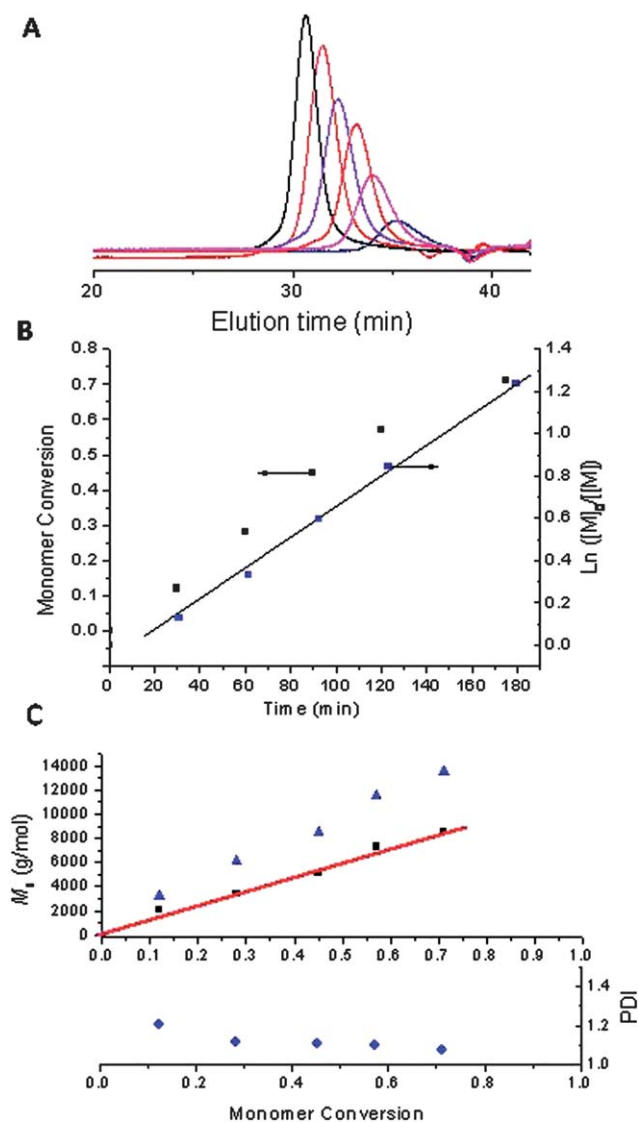 A
20 30 40
Elution time (min)
B
0.8 1.4
0.7 1.2
0.6 1.0
0.5 0.8
0.4
0.3 0.6
0.2 0.4
0.1 0.2
0.0 0.0
Monomer Conversion
Ln ([M]0/[[M])
0 20 40 60 80 100 120 140 160 180
Time (min)
C
14000
12000
10000
8000
6000
4000
2000
0
Mn (g/mol)
0.0 0.1 0.2 0.3 0.4 0.5 0.6 0.7 0.8 0.9 1.0
1.4
1.2
1.0
PDI
0.0 0.2 0.4 0.6 0.8 1.0
Monomer Conversion